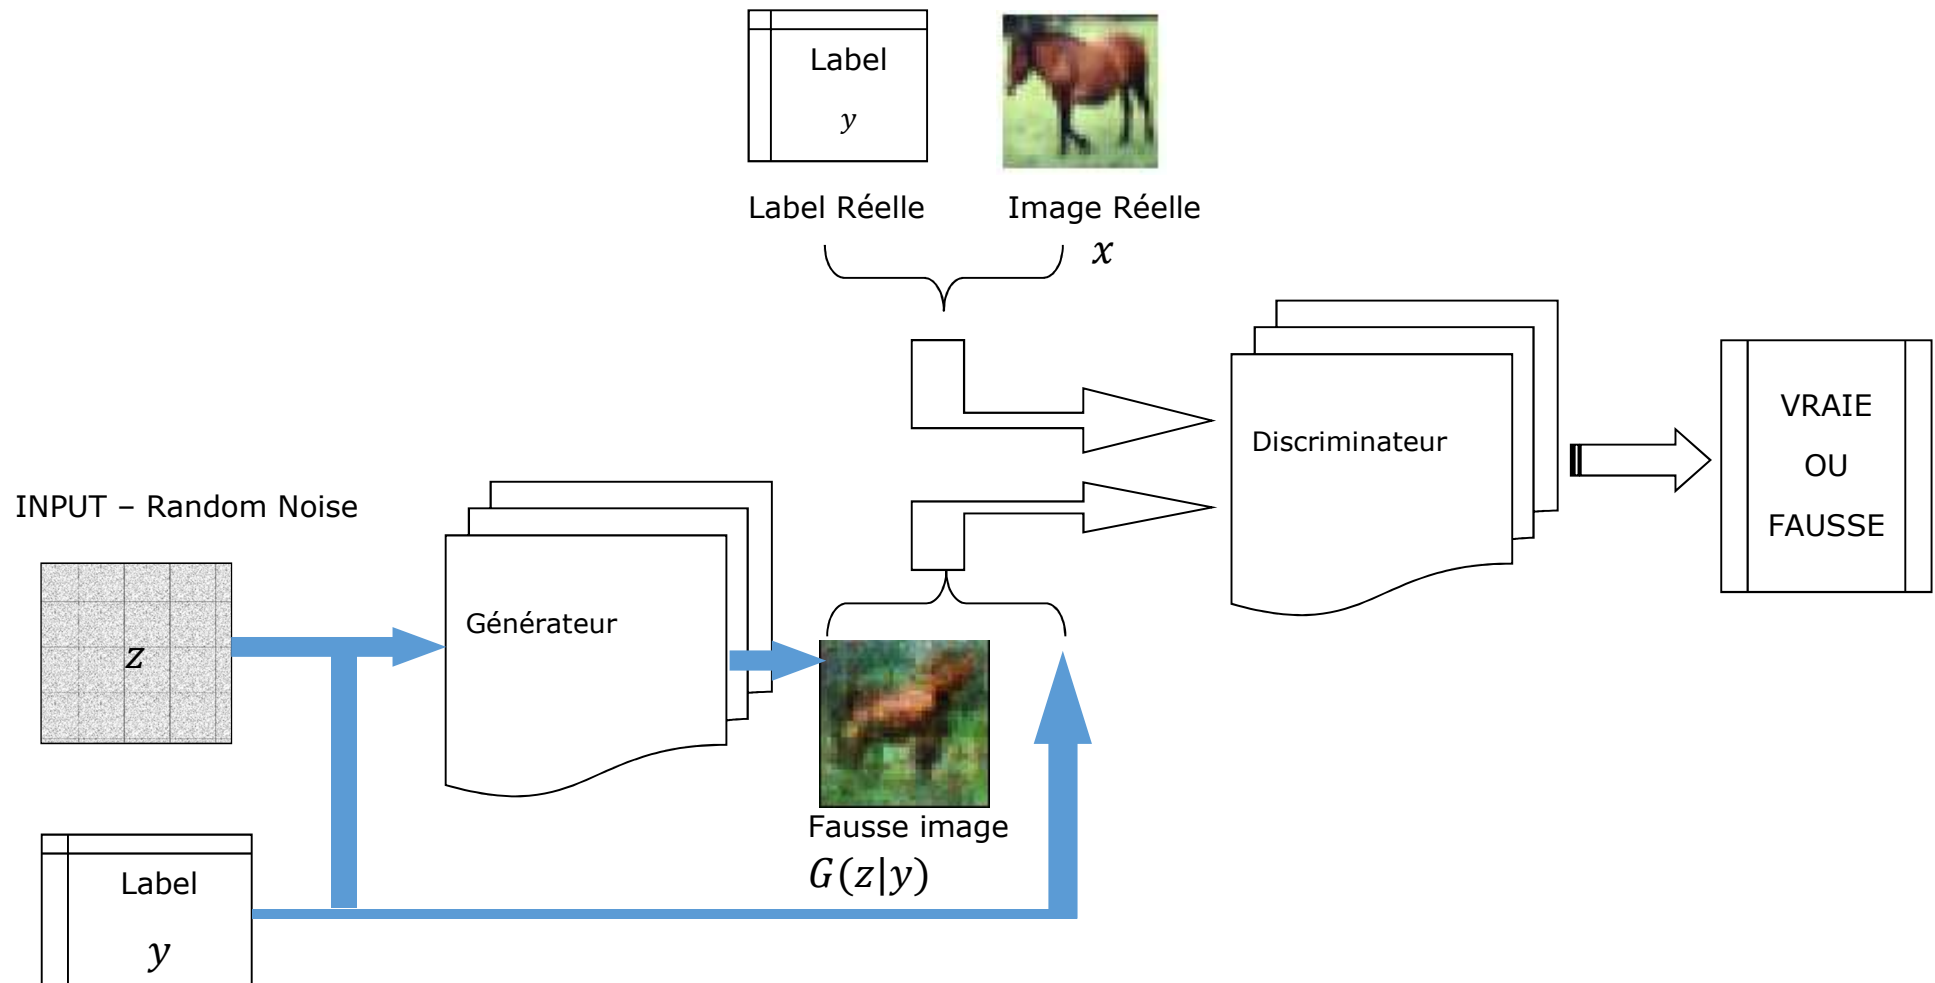 Label
y
Label Réelle
Image Réelle
x
Discriminateur
VRAIE
OU
FAUSSE
INPUT – Random Noise
z
Générateur
Fausse image
G(z|y)
Label
y